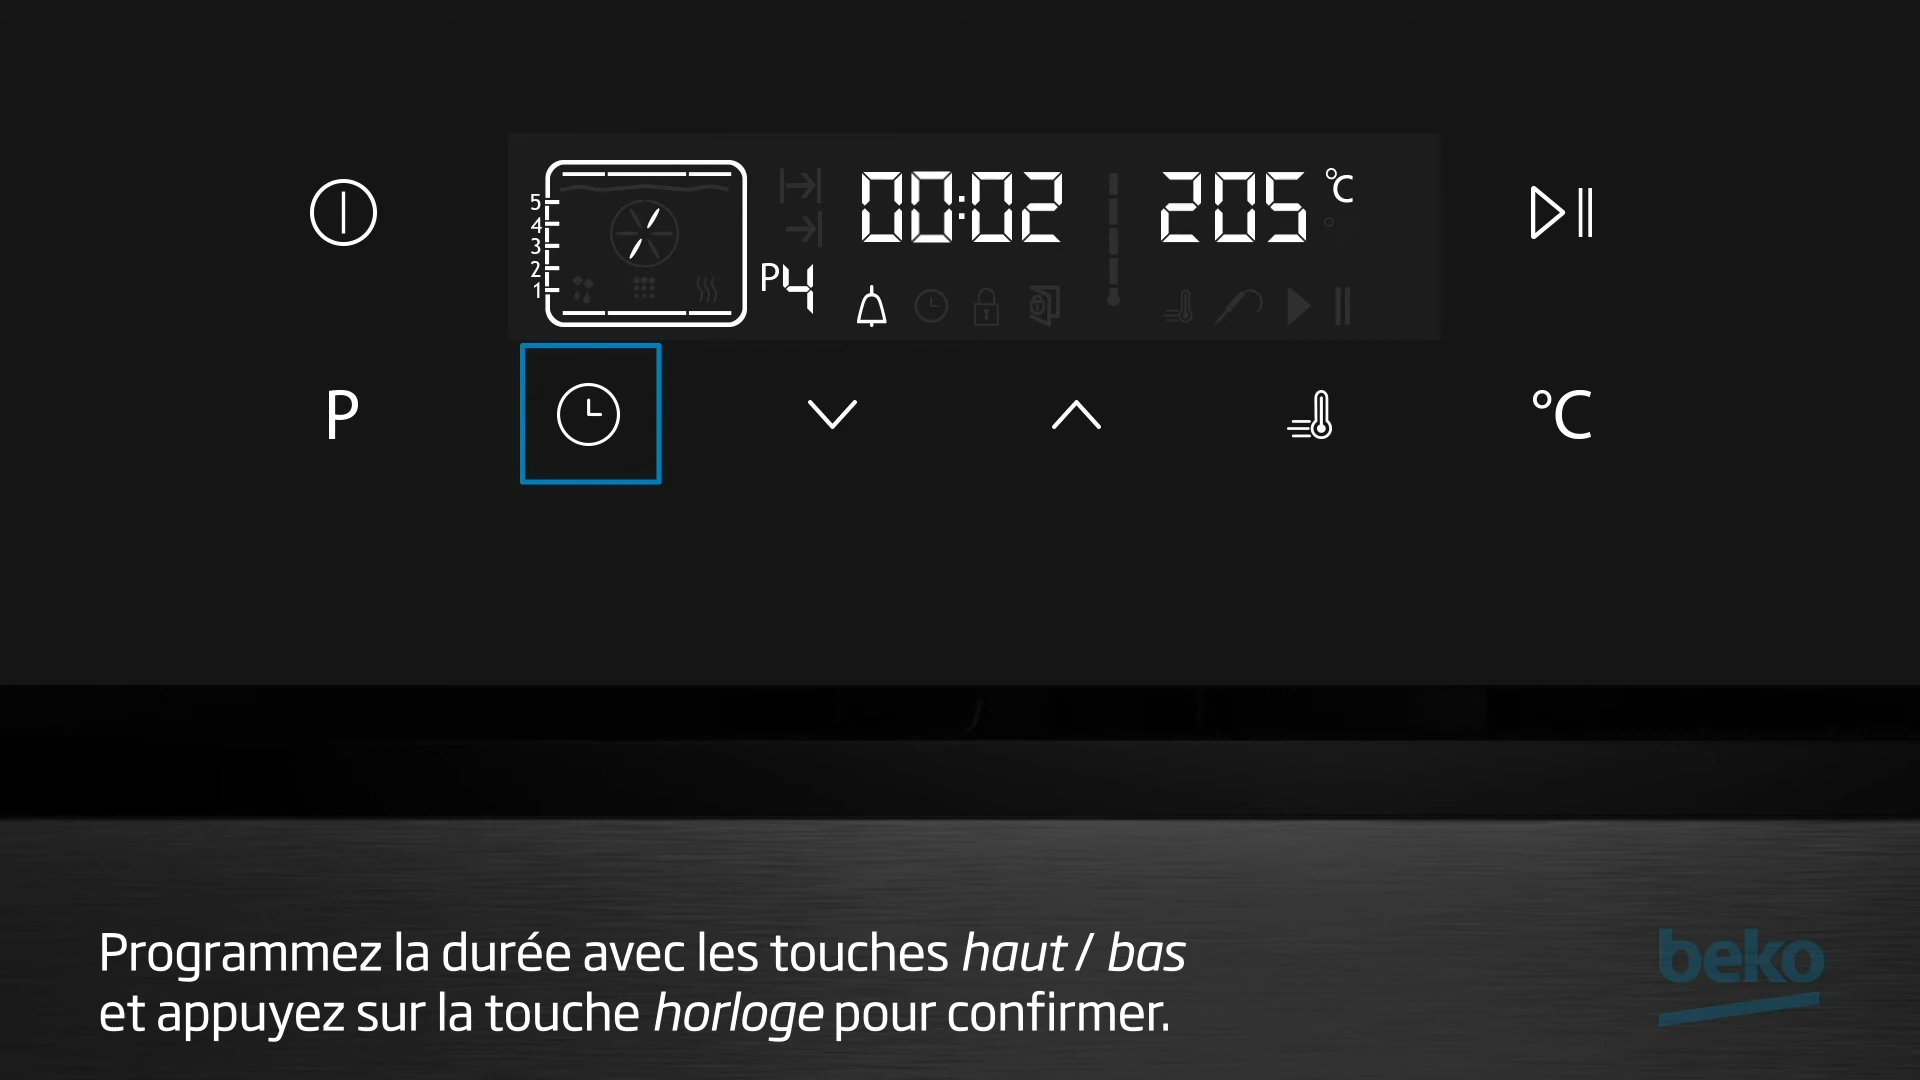 00:02
205 °C
5
4
3
2
1
P4
P
°C
Programmez la durée avec les touches haut / bas
et appuyez sur la touche horloge pour confirmer.
beko